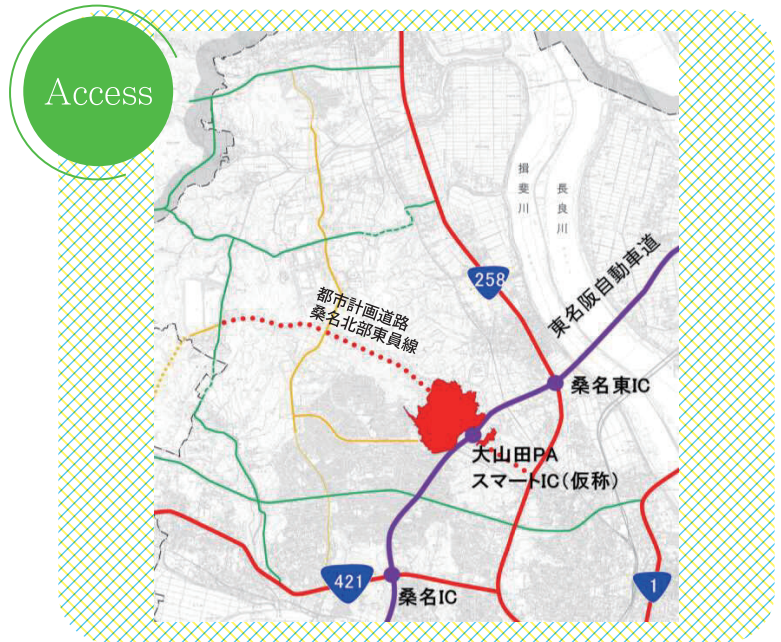 Access
揖斐川
長良川
258
東名阪自動車道
都市計画道路
桑名北部東員線
桑名東IC
大山田PA
スマートIC(仮称)
421
桑名IC
1